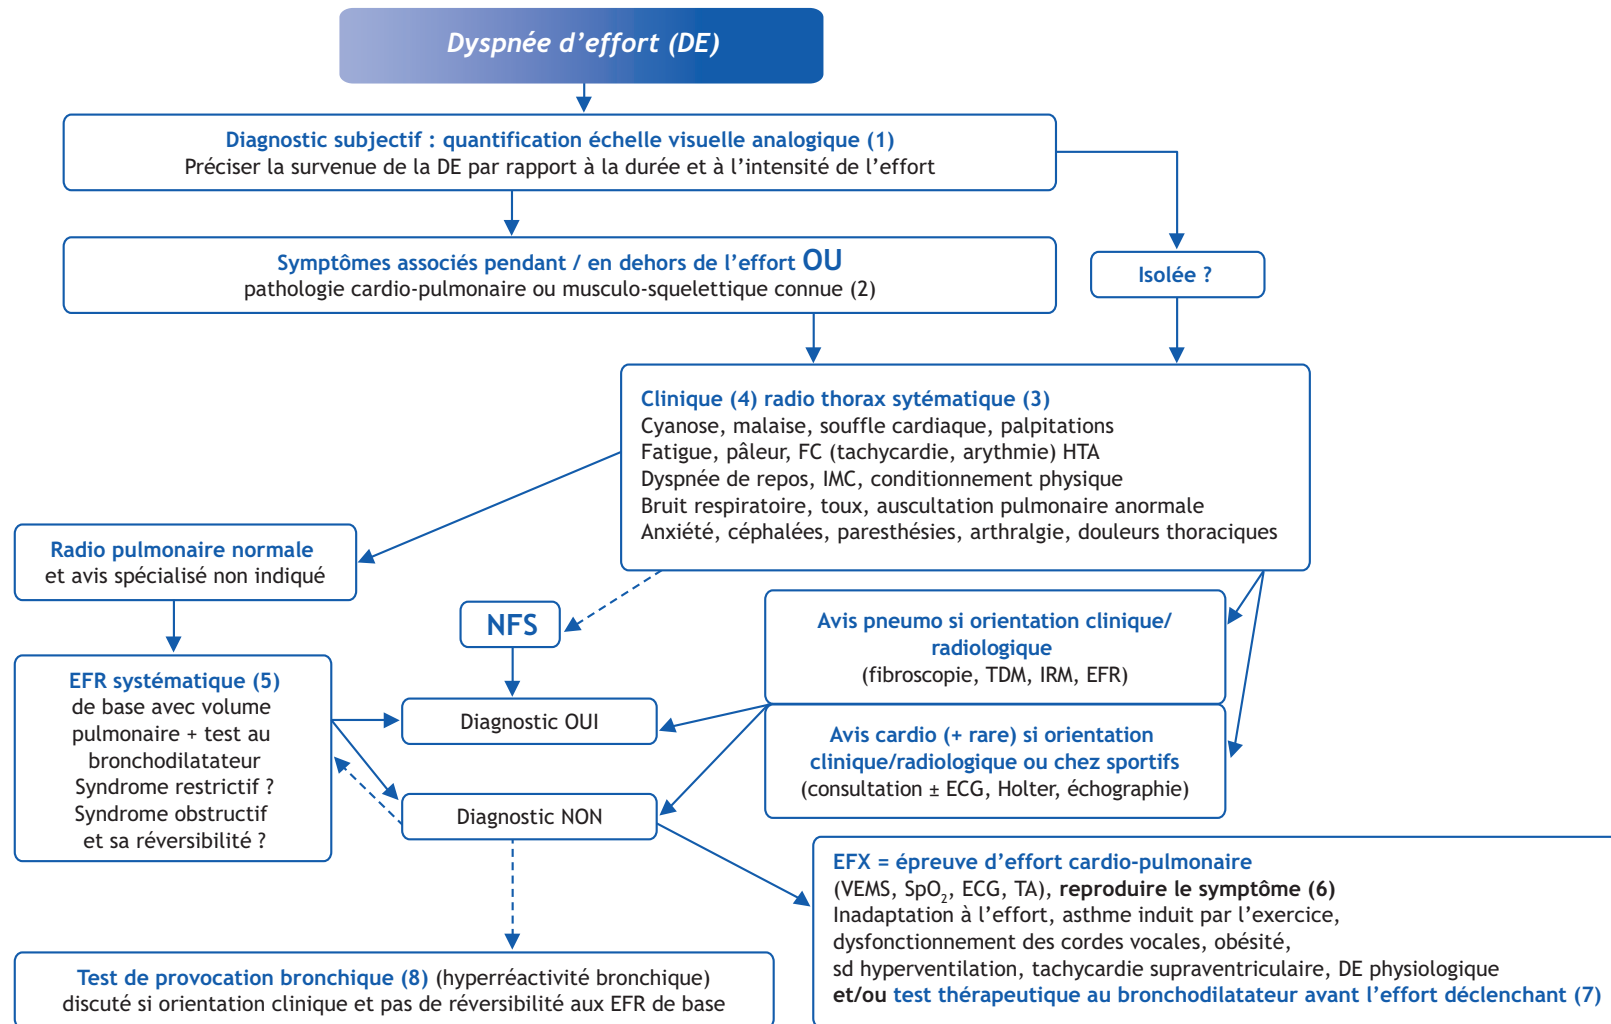 Dyspnée d’effort (DE)
Diagnostic subjectif : quantification échelle visuelle analogique (1)
Préciser la survenue de la DE par rapport à la durée et à l’intensité de l’effort
Symptômes associés pendant / en dehors de l’effort OU
pathologie cardio-pulmonaire ou musculo-squelettique connue (2)
Isolée ?
Clinique (4) radio thorax sytématique (3)
Cyanose, malaise, souffle cardiaque, palpitations
Fatigue, pâleur, FC (tachycardie, arythmie) HTA
Dyspnée de repos, IMC, conditionnement physique
Bruit respiratoire, toux, auscultation pulmonaire anormale
Anxiété, céphalées, paresthésies, arthralgie, douleurs thoraciques
Radio pulmonaire normale
et avis spécialisé non indiqué
NFS
Avis pneumo si orientation clinique/
radiologique
(fibroscopie, TDM, IRM, EFR)
EFR systématique (5)
de base avec volume
pulmonaire + test au
bronchodilatateur
Syndrome restrictif ?
Syndrome obstructif
et sa réversibilité ?
Diagnostic OUI
Avis cardio (+ rare) si orientation
clinique/radiologique ou chez sportifs
(consultation ± ECG, Holter, échographie)
Diagnostic NON
EFX = épreuve d’effort cardio-pulmonaire
(VEMS, SpO2, ECG, TA), reproduire le symptôme (6)
Inadaptation à l’effort, asthme induit par l’exercice,
dysfonctionnement des cordes vocales, obésité,
sd hyperventilation, tachycardie supraventriculaire, DE physiologique
et/ou test thérapeutique au bronchodilatateur avant l’effort déclenchant (7)
Test de provocation bronchique (8) (hyperréactivité bronchique)
discuté si orientation clinique et pas de réversibilité aux EFR de base